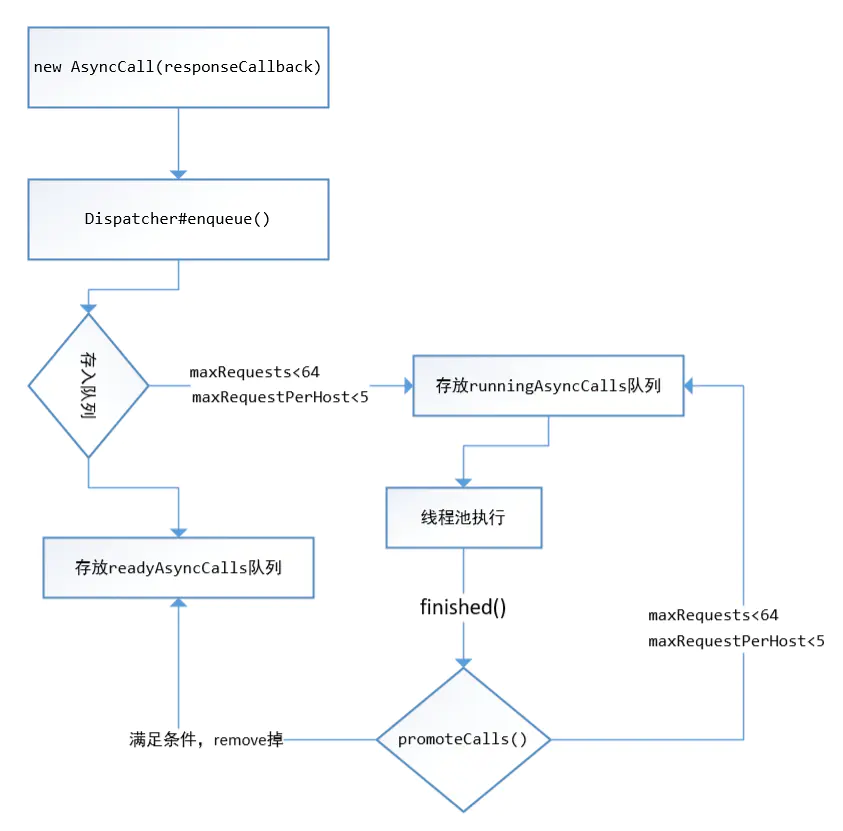 new AsyncCall(responseCallback)
Dispatcher#enqueue()
存入队列
maxRequests<64
maxRequestPerHost<5
存放runningAsyncCalls队列
线程池执行
存放readyAsyncCalls队列
finished()
maxRequests<64
maxRequestPerHost<5
满足条件，remove掉
promoteCalls()